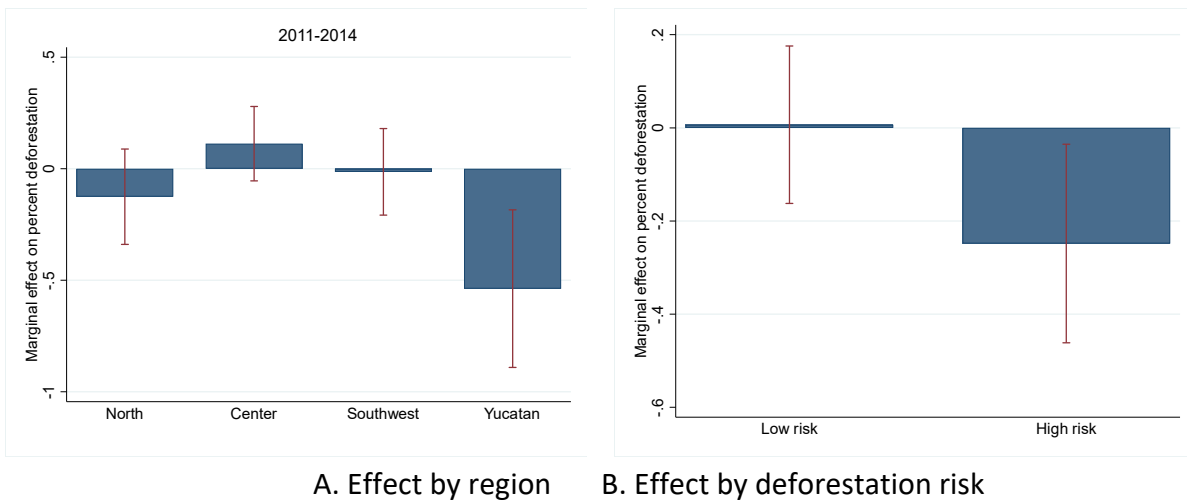 2011-2014
Marginal effect on percent deforestation
.5
0
-.5
-1
North Center Southwest Yucatan
Marginal effect on percent deforestation
.2
0
-.2
-.4
-.6
Low risk High risk
A. Effect by region B. Effect by deforestation risk